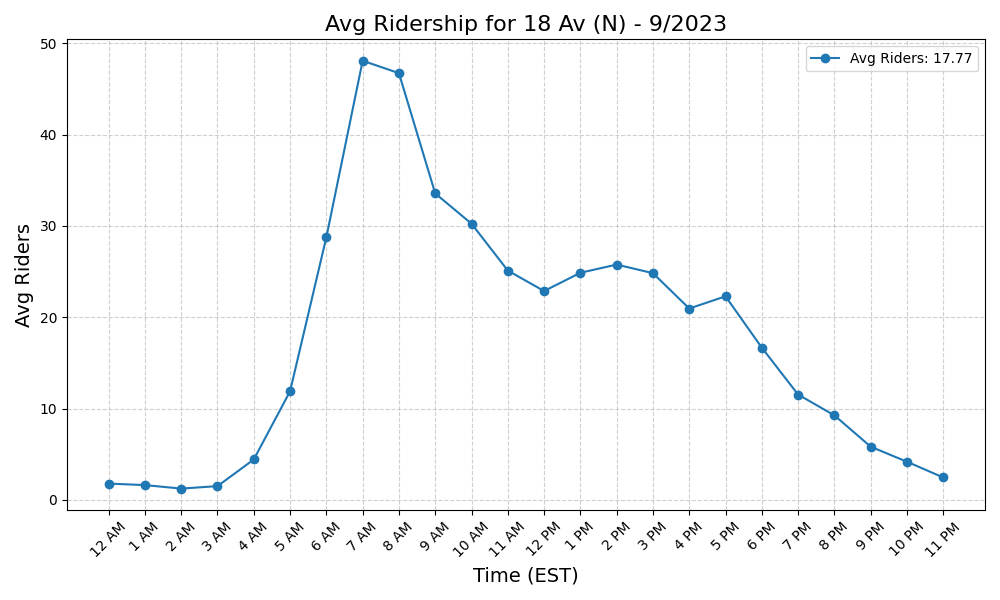 Avg Ridership for 18 Av (N) - 9/2023
Avg Riders: 17.77
Avg Riders
50
40
30
20
10
0
12 AM
1 AM
2 AM
3 AM
4 AM
5 AM
6 AM
7 AM
8 AM
9 AM
10 AM
11 AM
12 PM
1 PM
2 PM
3 PM
4 PM
5 PM
6 PM
7 PM
8 PM
9 PM
10 PM
11 PM
Time (EST)